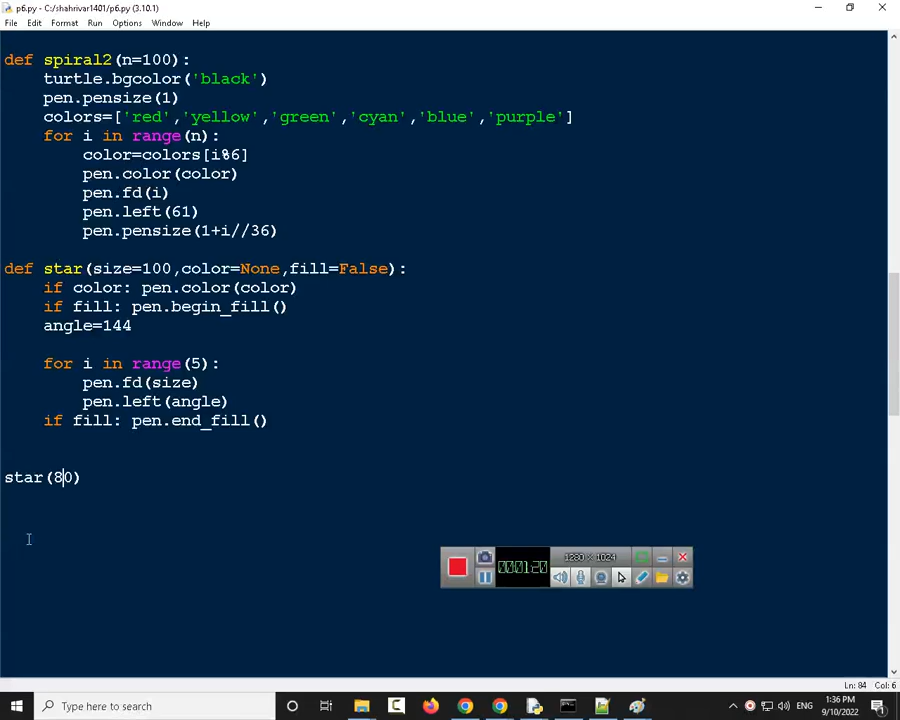 p6.py - C:/shahrivar1401/p6.py (3.10.1)
File Edit Format Run Options Window Help
def spiral2(n=100):
    turtle.bgcolor('black')
    pen.pensize(1)
    colors=['red','yellow','green','cyan','blue','purple']
    for i in range(n):
        color=colors[i%6]
        pen.color(color)
        pen.fd(i)
        pen.left(61)
        pen.pensize(1+i//36)
def star(size=100,color=None,fill=False):
    if color: pen.color(color)
    if fill: pen.begin_fill()
    angle=144
    for i in range(5):
        pen.fd(size)
        pen.left(angle)
    if fill: pen.end_fill()
star(80)
1280 x 1024
0001:20
Ln: 84 Col: 6
Type here to search
ENG
1:36 PM
9/10/2022
1